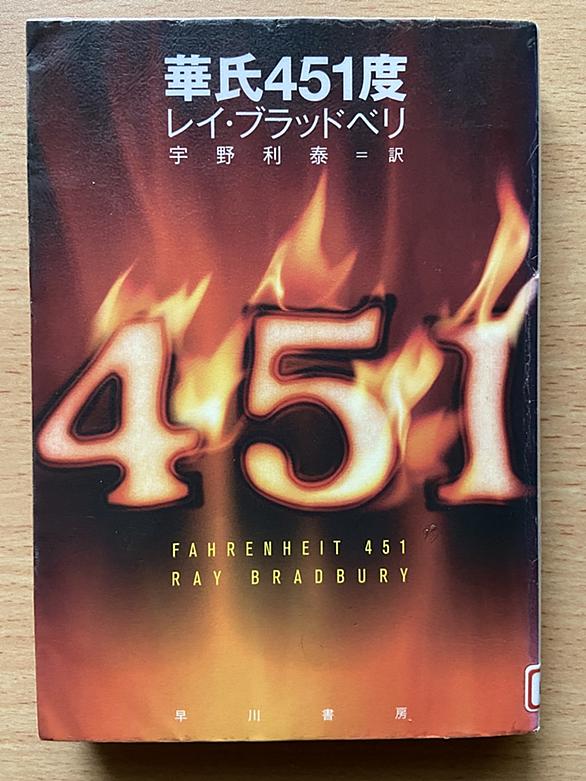 華氏451度
レイ・ブラッドベリ
宇野利泰=訳
451
FAHRENHEIT 451
RAY BRADBURY
早川書房